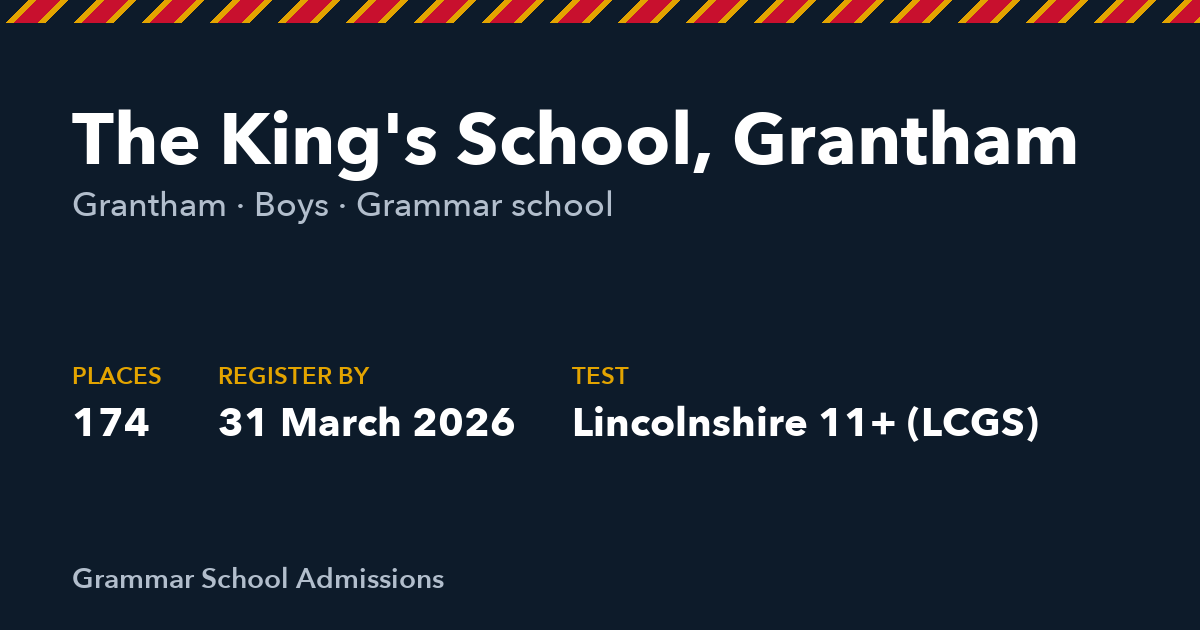 The King's School, Grantham
Grantham · Boys · Grammar school
PLACES
174
REGISTER BY
31 March 2026
TEST
Lincolnshire 11+ (LCGS)
Grammar School Admissions